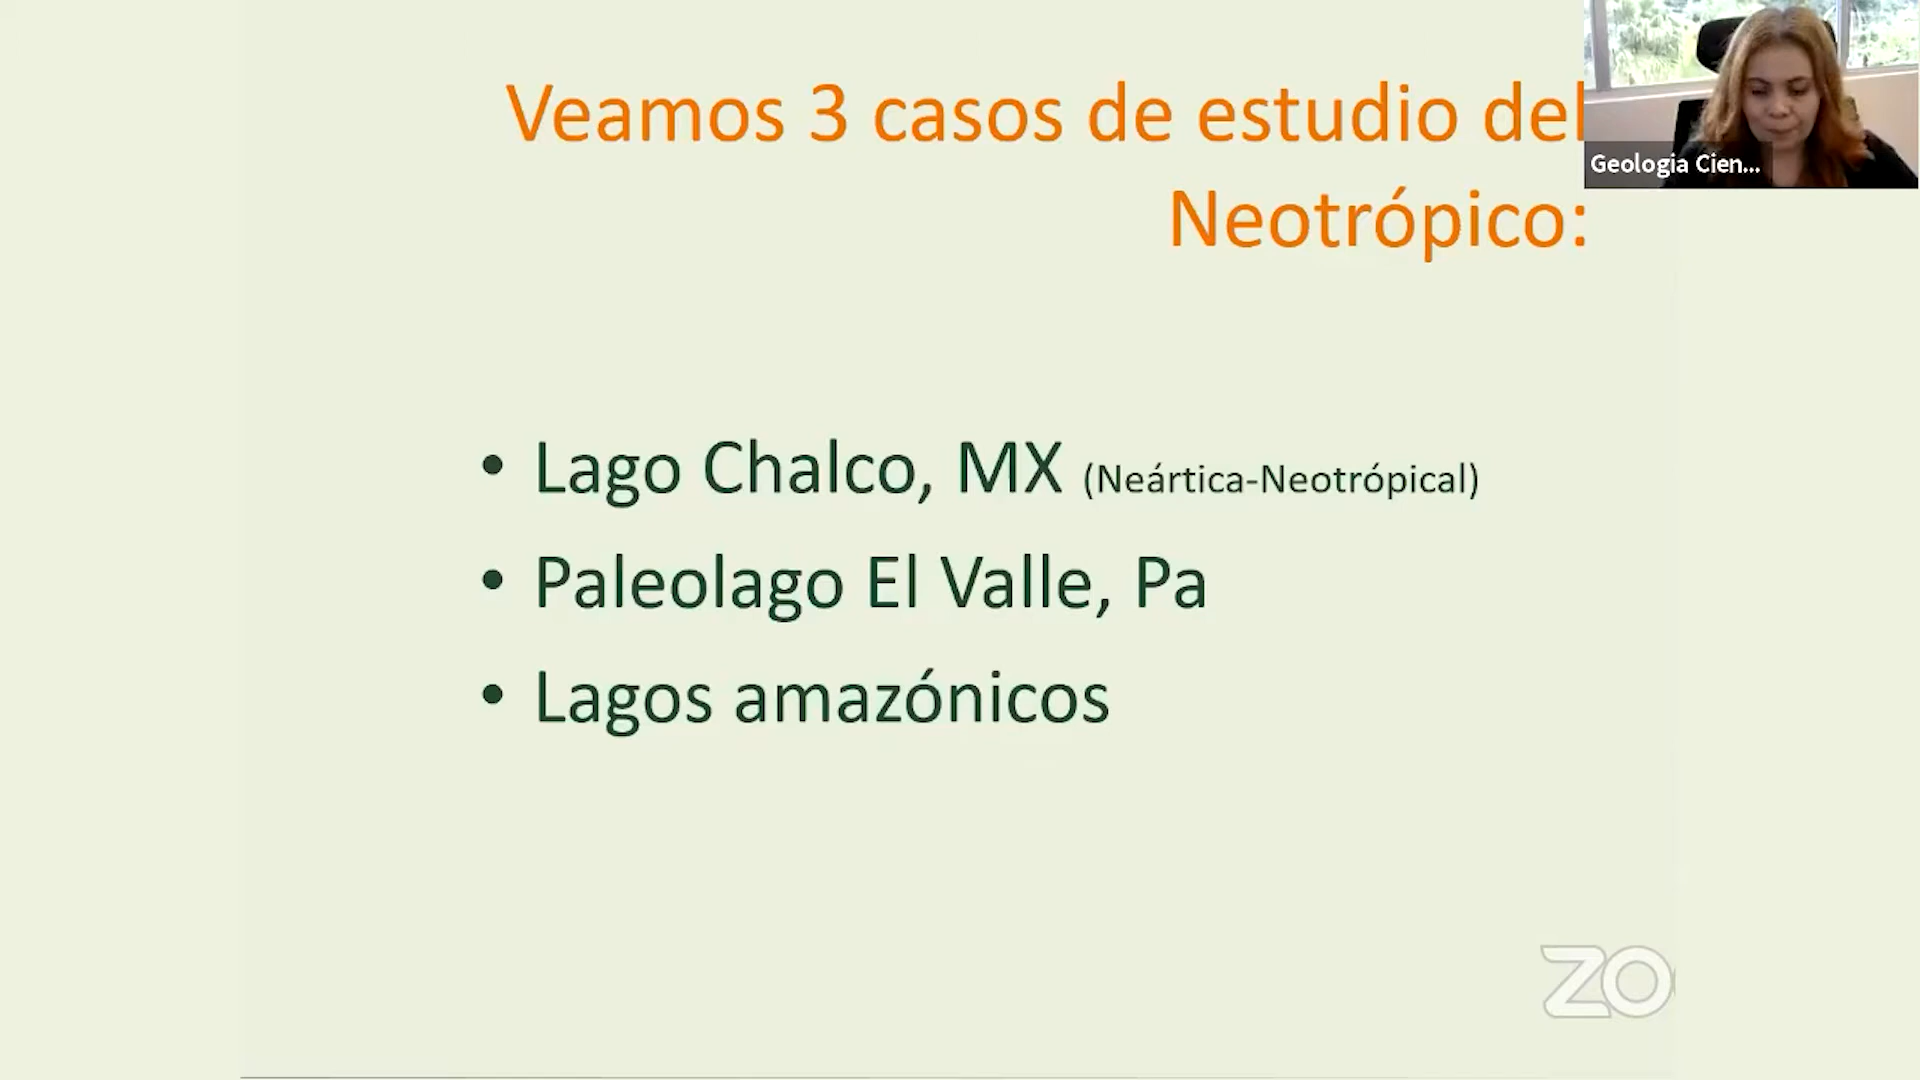 Veamos 3 casos de estudio del
Neotrópico:
Geologia Cien...
• Lago Chalco, MX (Neártica-Neotrópical)
• Paleolago El Valle, Pa
• Lagos amazónicos
ZO